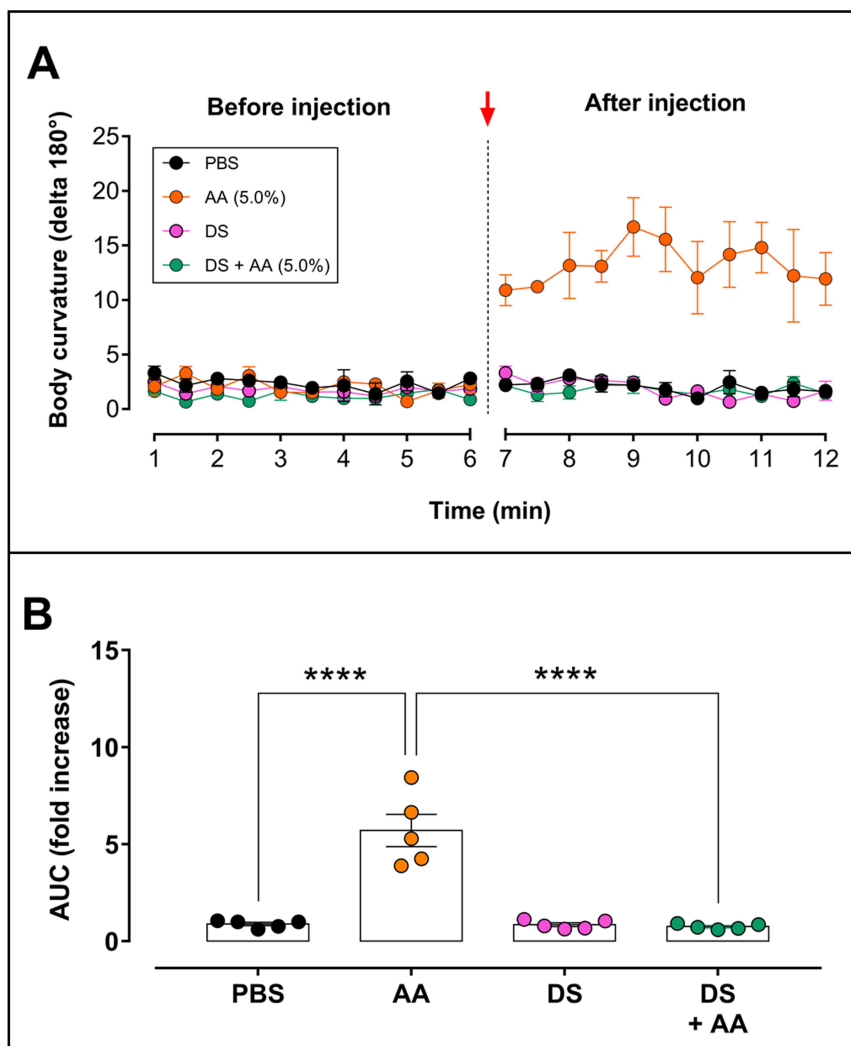 A
Before injection
After injection
Body curvature (delta 180°)
25
20
15
10
5
0
PBS
AA (5.0%)
DS
DS + AA (5.0%)
1 2 3 4 5 6 7 8 9 10 11 12
Time (min)
B
AUC (fold increase)
15
10
5
0
**** ****
PBS AA DS DS
+ AA